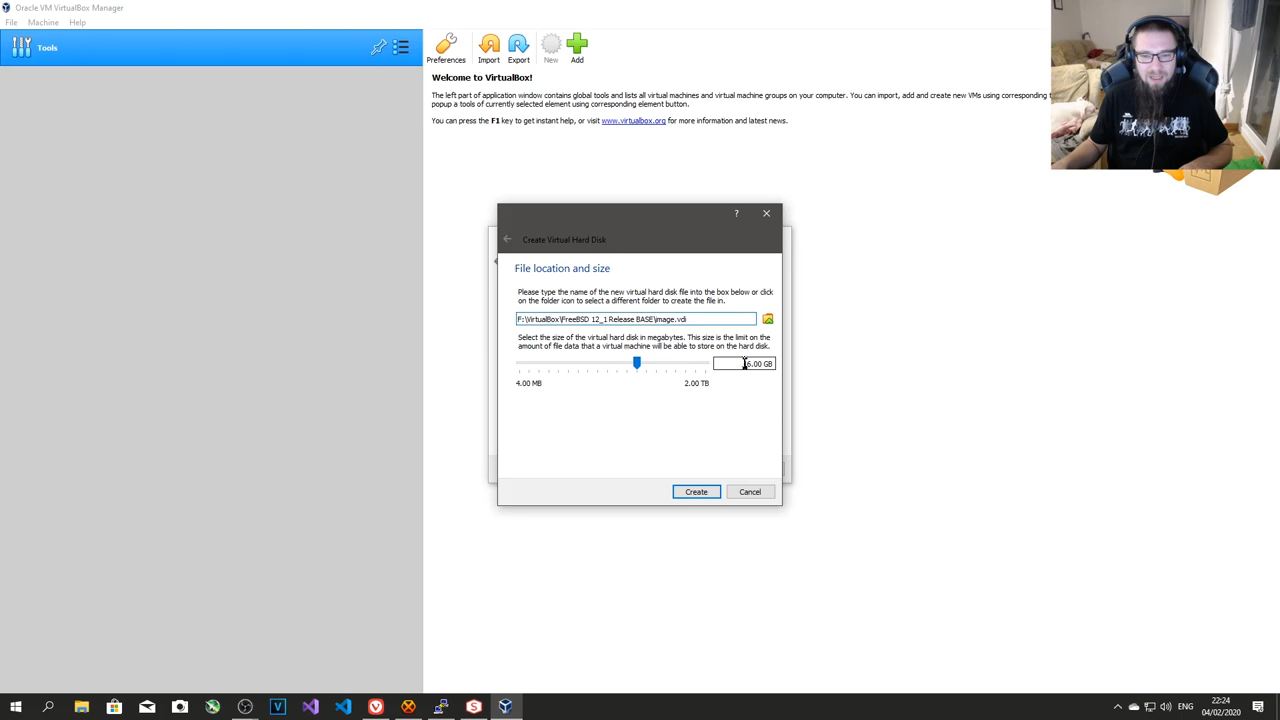 Oracle VM VirtualBox Manager
File Machine Help
Tools
Preferences Import Export New Add
Welcome to VirtualBox!
The left part of application window contains global tools and lists all virtual machines and virtual machine groups on your computer. You can import, add and create new VMs using corresponding
popup a tools of currently selected element using corresponding element button.
You can press the F1 key to get instant help, or visit www.virtualbox.org for more information and latest news.
?
Create Virtual Hard Disk
File location and size
Please type the name of the new virtual hard disk file into the box below or click
on the folder icon to select a different folder to create the file in.
F:\VirtualBox\FreeBSD 12_1 Release BASE\image.vdi
Select the size of the virtual hard disk in megabytes. This size is the limit on the
amount of file data that a virtual machine will be able to store on the hard disk.
6.00 GB
4.00 MB 2.00 TB
Create Cancel
ENG
22:24
04/02/2020